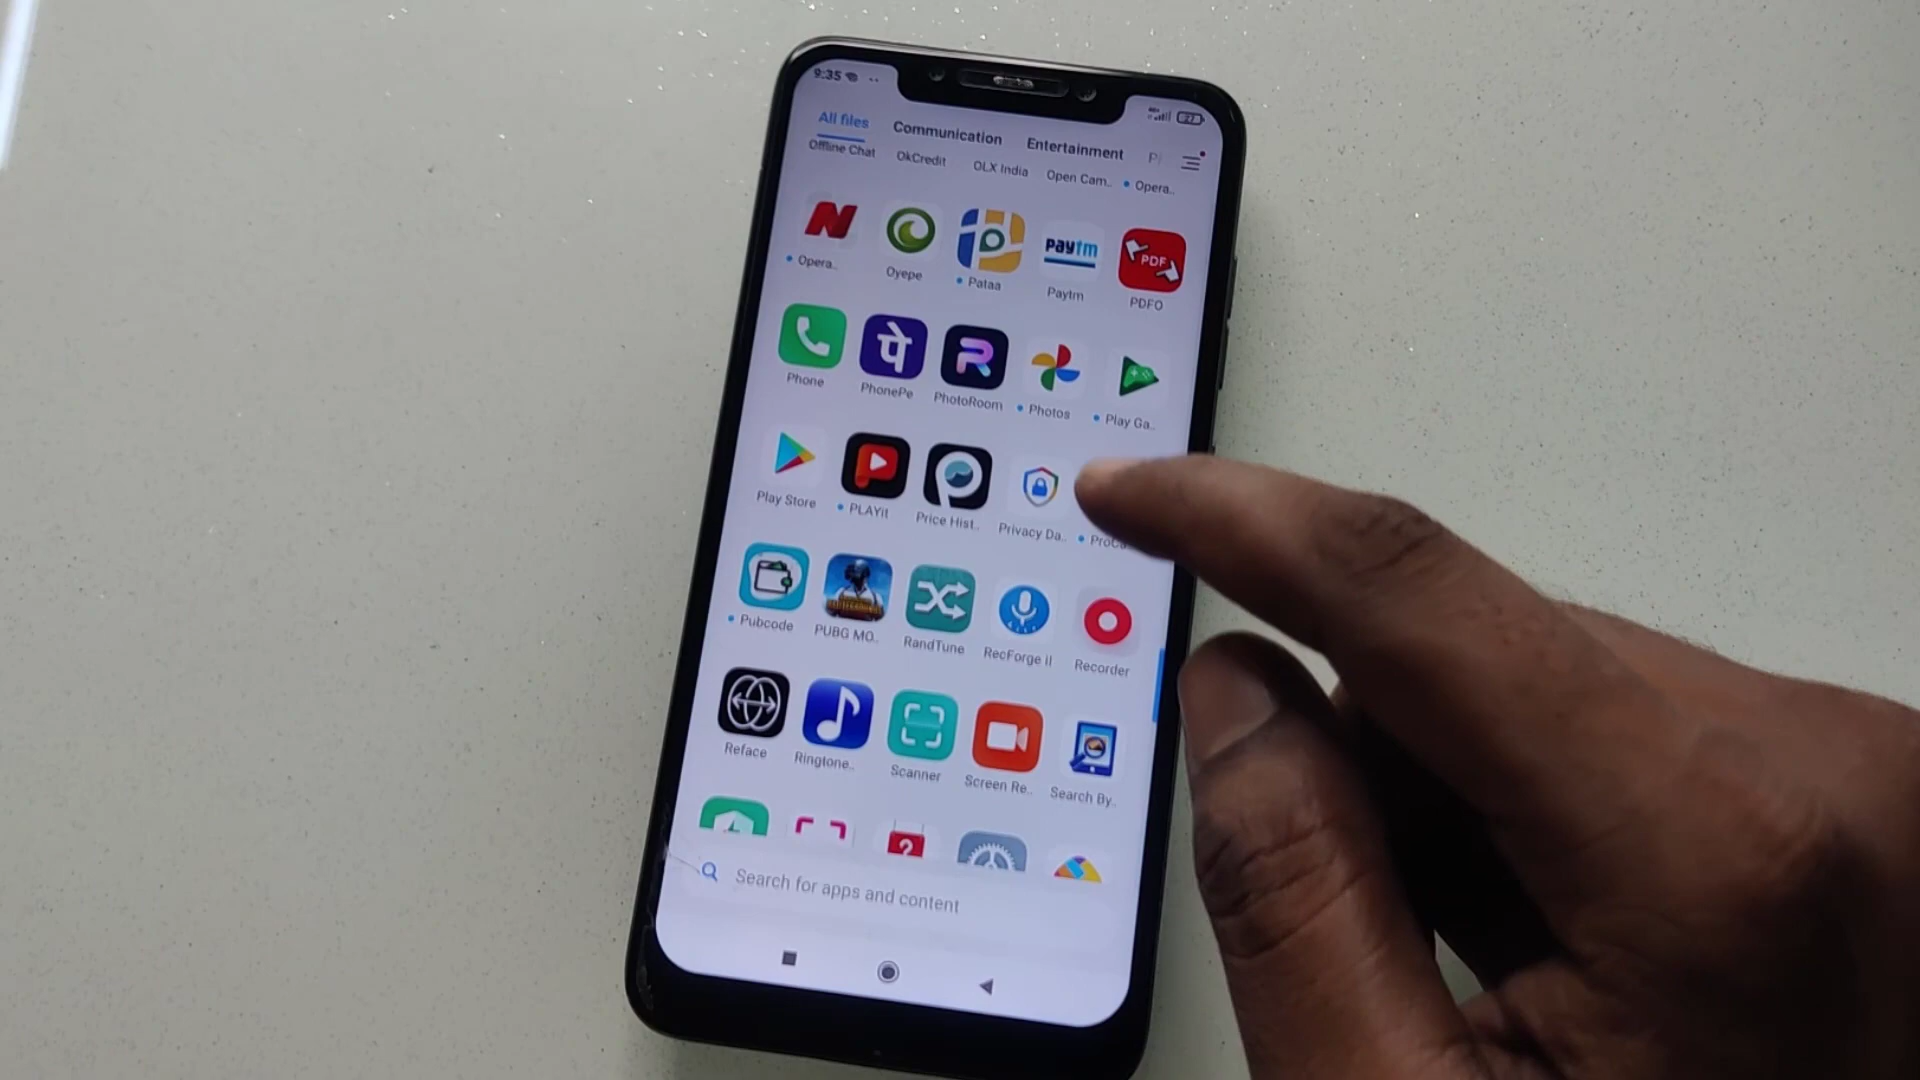 9:35
All files Communication Entertainment
Offline Chat OkCredit OLX India Open Cam.. Opera..
N Paytm PDF
Opera.. Oyepe Pataa Paytm PDFO
पे
Phone PhonePe PhotoRoom Photos Play Ga..
Play Store PLAYit Price Hist.. Privacy Da..
Pubcode PUBG MO.. RandTune RecForge II Recorder
Reface Ringtone.. Scanner Screen Re.. Search By..
?
Search for apps and content